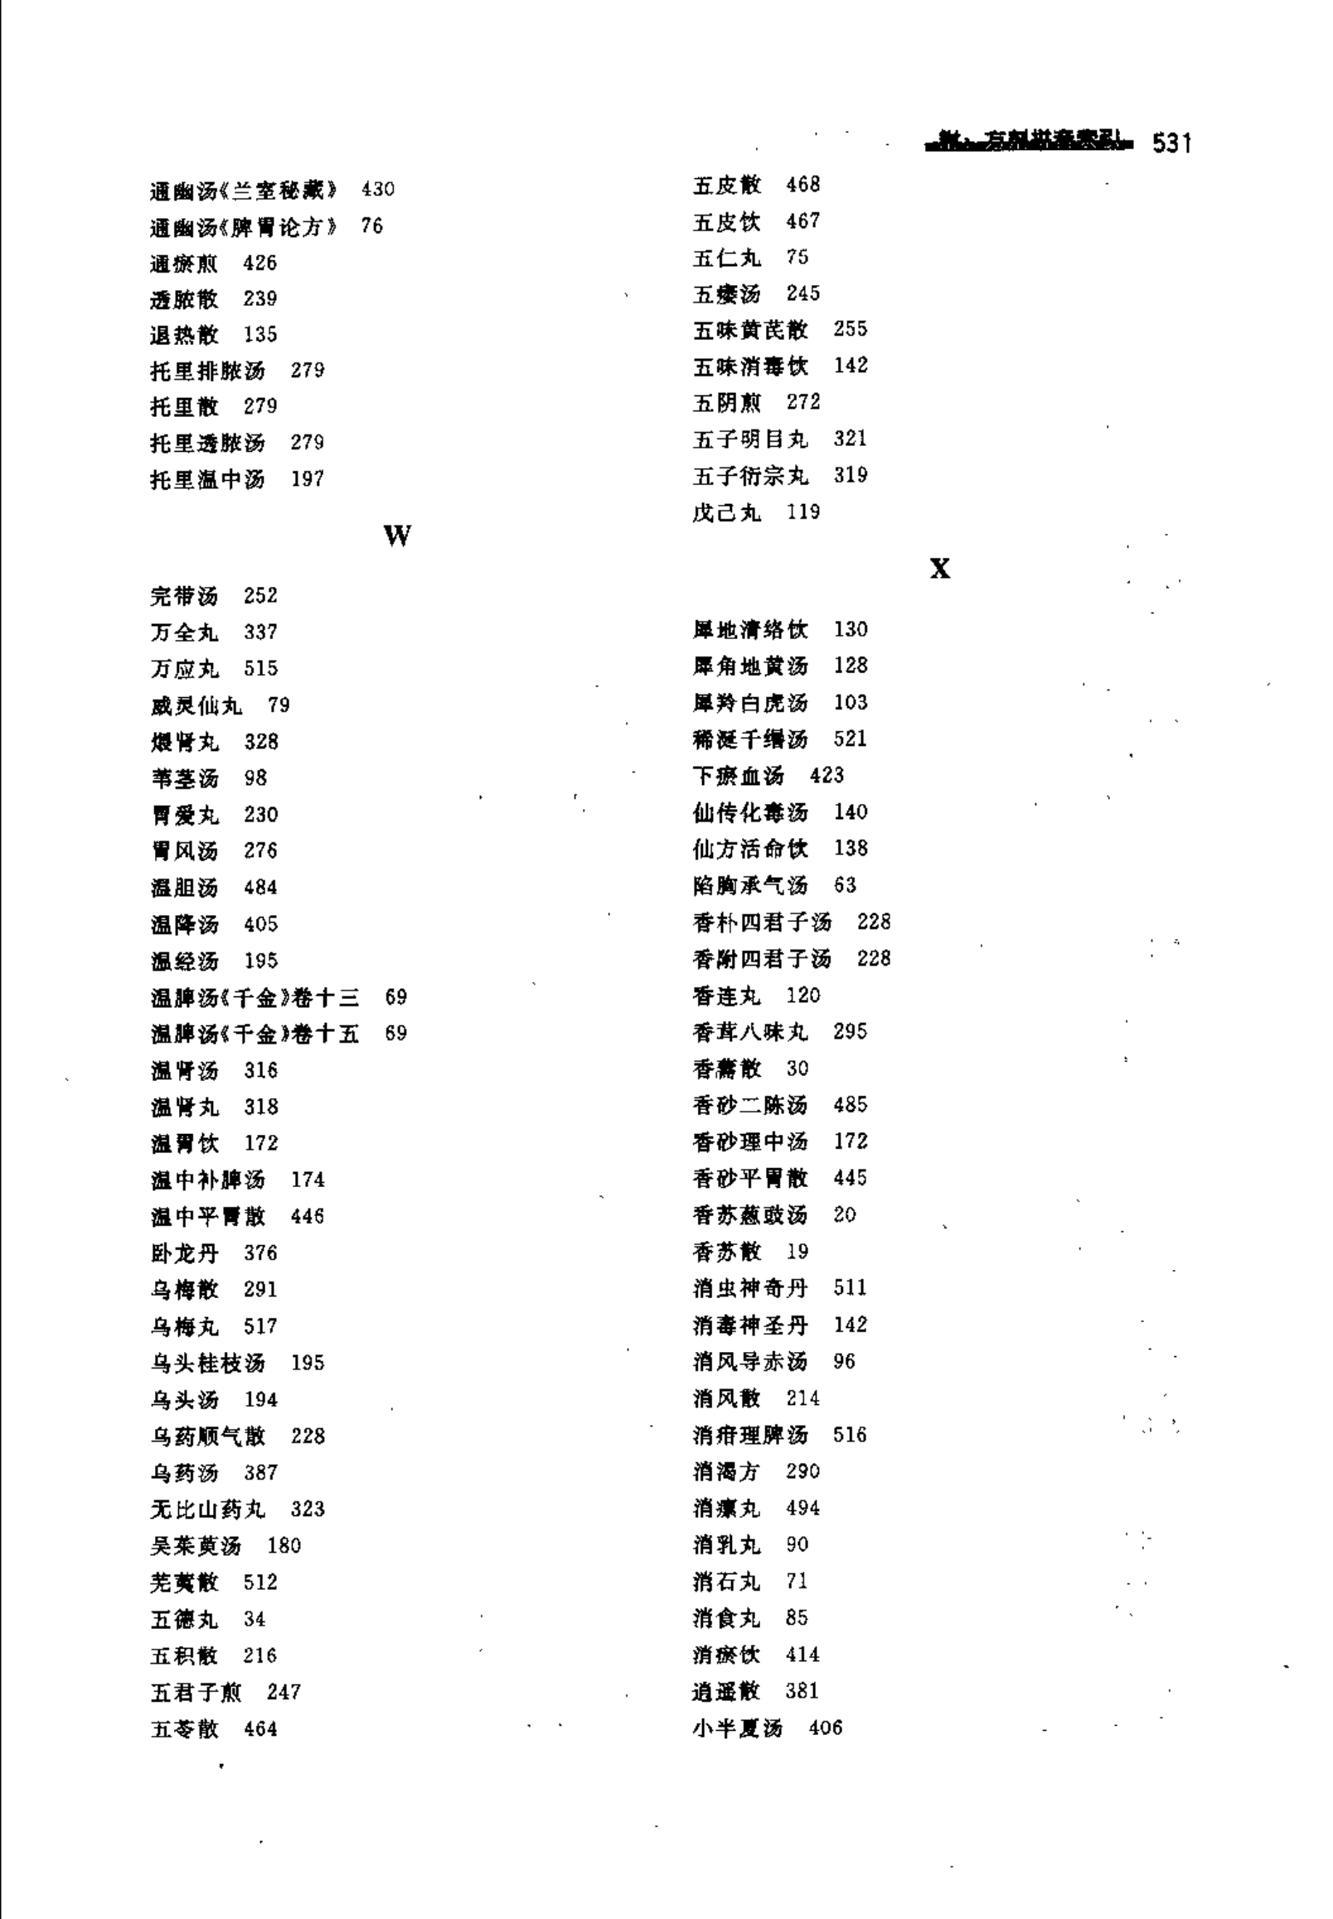 附、方剂拼音索引 531
通幽汤《兰室秘藏》 430
通幽汤《脾胃论方》 76
通瘀煎 426
透脓散 239
退热散 135
托里排脓汤 279
托里散 279
托里透脓汤 279
托里温中汤 197
W
完带汤 252
万全丸 337
万应丸 515
威灵仙丸 79
煨肾丸 328
苇茎汤 98
胃爱丸 230
胃风汤 276
温胆汤 484
温降汤 405
温经汤 195
温脾汤《千金》卷十三 69
温脾汤《千金》卷十五 69
温肾汤 316
温肾丸 318
温胃饮 172
温中补脾汤 174
温中平胃散 446
卧龙丹 376
乌梅散 291
乌梅丸 517
乌头桂枝汤 195
乌头汤 194
乌药顺气散 228
乌药汤 387
无比山药丸 323
吴茱萸汤 180
芜荑散 512
五德丸 34
五积散 216
五君子煎 247
五苓散 464
五皮散 468
五皮饮 467
五仁丸 75
五痿汤 245
五味黄芪散 255
五味消毒饮 142
五阴煎 272
五子明目丸 321
五子衍宗丸 319
戊己丸 119
X
犀地清络饮 130
犀角地黄汤 128
犀羚白虎汤 103
稀涎千缗汤 521
下瘀血汤 423
仙传化毒汤 140
仙方活命饮 138
陷胸承气汤 63
香朴四君子汤 228
香附四君子汤 228
香连丸 120
香茸八味丸 295
香薷散 30
香砂二陈汤 485
香砂理中汤 172
香砂平胃散 445
香苏葱豉汤 20
香苏散 19
消虫神奇丹 511
消毒神圣丹 142
消风导赤汤 96
消风散 214
消疳理脾汤 516
消渴方 290
消瘰丸 494
消乳丸 90
消石丸 71
消食丸 85
消瘀饮 414
逍遥散 381
小半夏汤 406